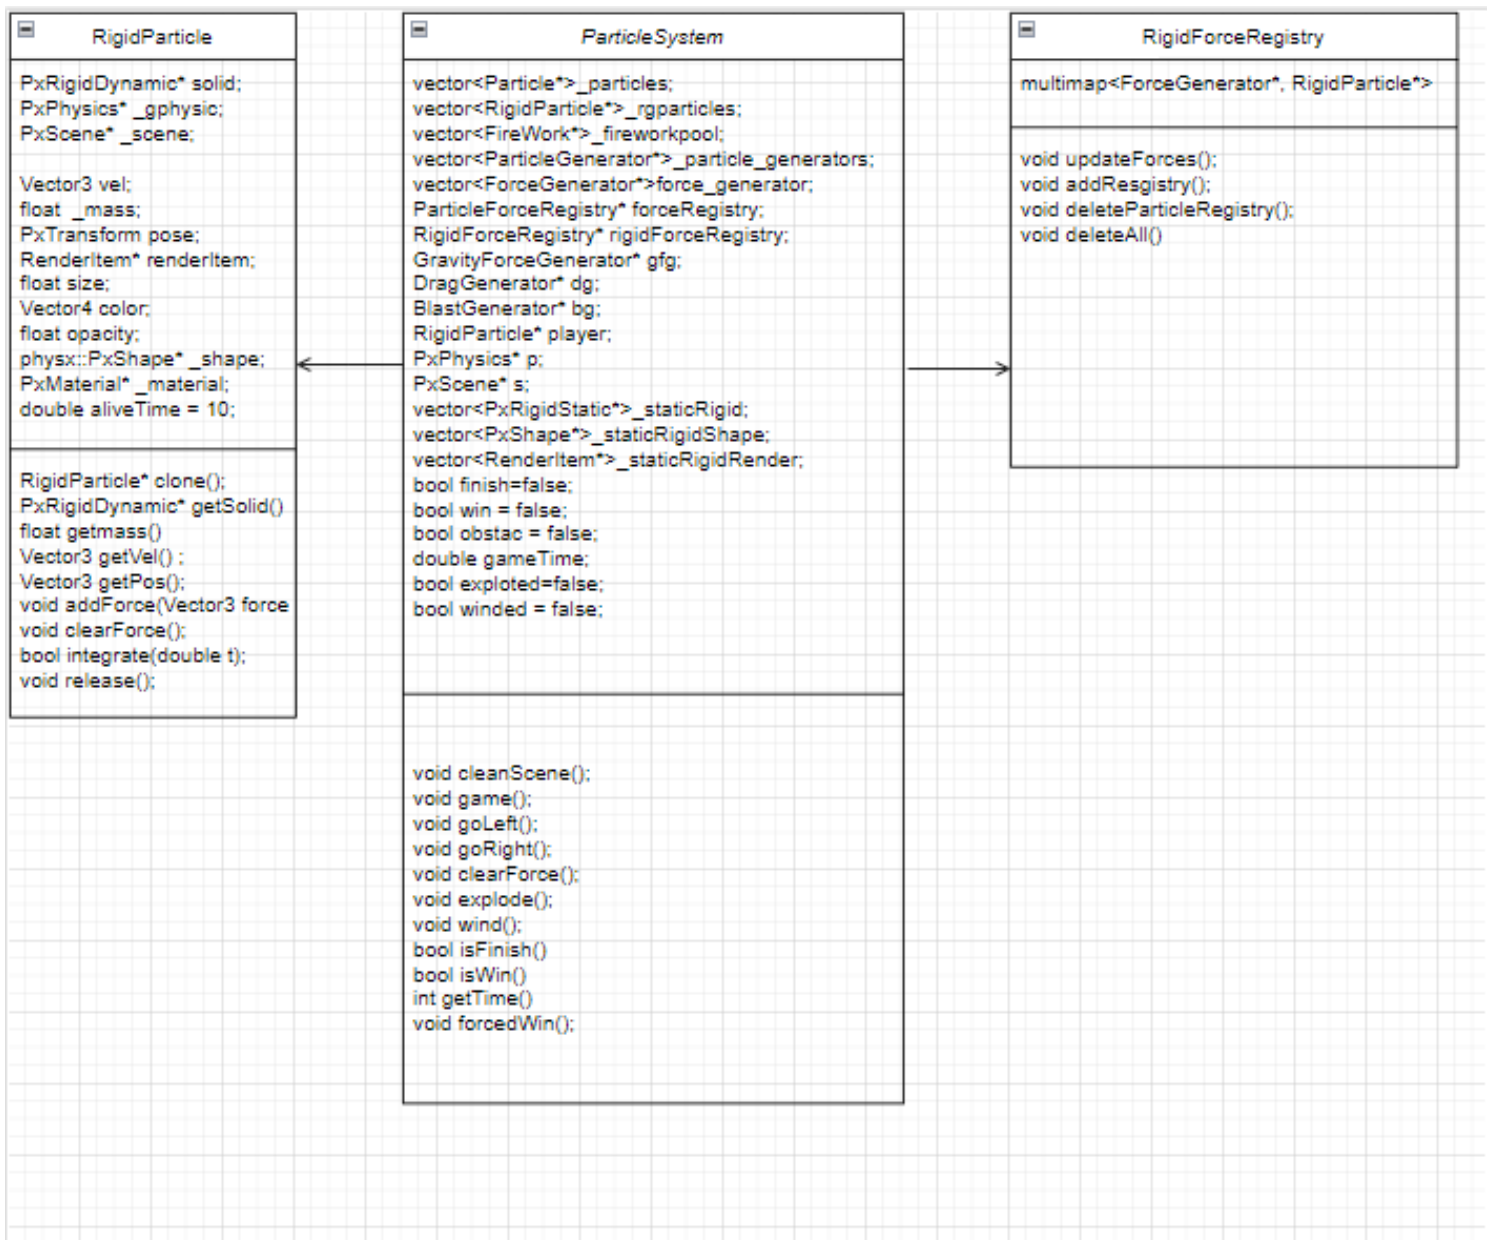 RigidParticle
PxRigidDynamic* solid;
PxPhysics* _gphysic;
PxScene* _scene;
Vector3 vel;
float _mass;
PxTransform pose;
RenderItem* renderItem;
float size;
Vector4 color;
float opacity;
physx::PxShape* _shape;
PxMaterial* _material;
double aliveTime = 10;
RigidParticle* clone();
PxRigidDynamic* getSolid()
float getmass()
Vector3 getVel() ;
Vector3 getPos();
void addForce(Vector3 force
void clearForce();
bool integrate(double t);
void release();
ParticleSystem
vector<Particle*>_particles;
vector<RigidParticle*>_rgparticles;
vector<FireWork*>_fireworkpool;
vector<ParticleGenerator*>_particle_generators;
vector<ForceGenerator*>force_generator;
ParticleForceRegistry* forceRegistry;
RigidForceRegistry* rigidForceRegistry;
GravityForceGenerator* gfg;
DragGenerator* dg;
BlastGenerator* bg;
RigidParticle* player;
PxPhysics* p;
PxScene* s;
vector<PxRigidStatic*>_staticRigid;
vector<PxShape*>_staticRigidShape;
vector<RenderItem*>_staticRigidRender;
bool finish=false;
bool win = false;
bool obstac = false;
double gameTime;
bool exploted=false;
bool winded = false;
void cleanScene();
void game();
void goLeft();
void goRight();
void clearForce();
void explode();
void wind();
bool isFinish()
bool isWin()
int getTime()
void forcedWin();
RigidForceRegistry
multimap<ForceGenerator*, RigidParticle*>
void updateForces();
void addResgistry();
void deleteParticleRegistry();
void deleteAll()